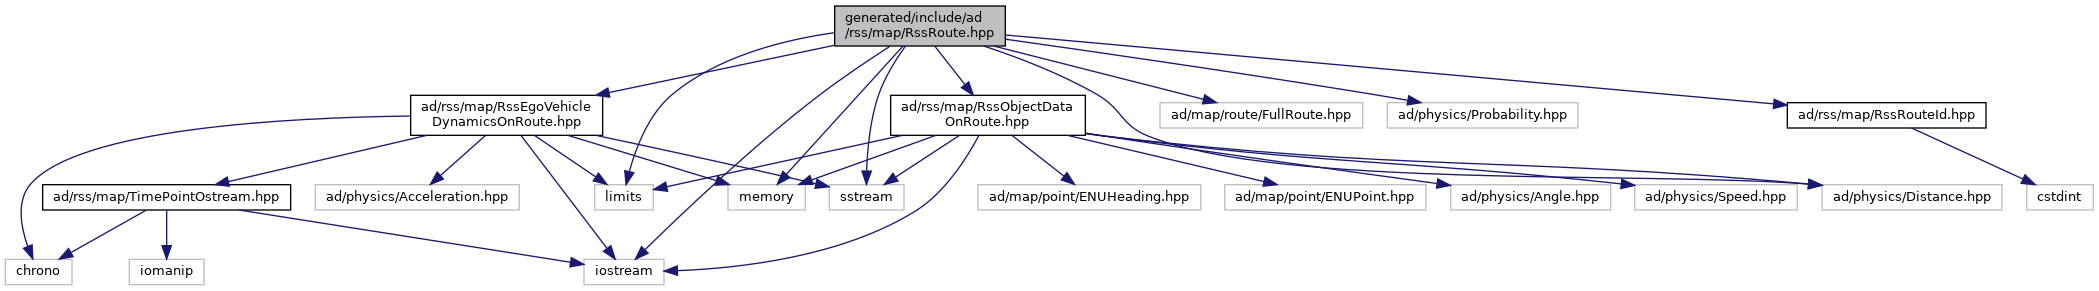 generated/include/ad
/rss/map/RssRoute.hpp
ad/rss/map/RssEgoVehicle
DynamicsOnRoute.hpp
ad/rss/map/RssObjectData
OnRoute.hpp
ad/map/route/FullRoute.hpp
ad/physics/Probability.hpp
ad/rss/map/RssRouteId.hpp
ad/rss/map/TimePointOstream.hpp
ad/physics/Acceleration.hpp
limits
memory
sstream
ad/map/point/ENUHeading.hpp
ad/map/point/ENUPoint.hpp
ad/physics/Angle.hpp
ad/physics/Speed.hpp
ad/physics/Distance.hpp
cstdint
chrono
iomanip
iostream